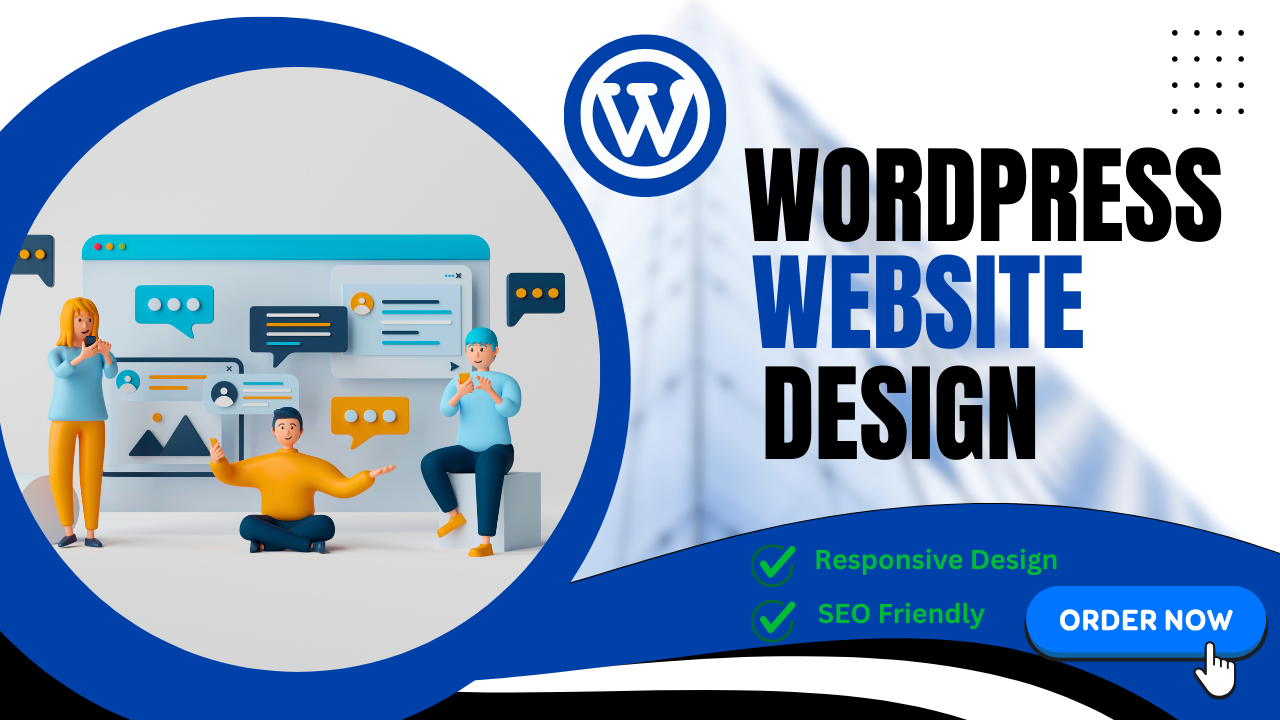 WORDPRESS
WEBSITE
DESIGN
Responsive Design
SEO Friendly
ORDER NOW